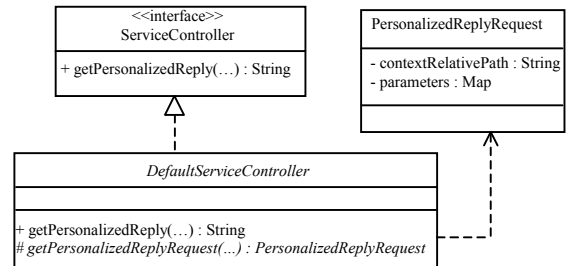 <<interface>>
ServiceController
+ getPersonalizedReply(…) : String
PersonalizedReplyRequest
- contextRelativePath : String
- parameters : Map
DefaultServiceController
+ getPersonalizedReply(…) : String
# getPersonalizedReplyRequest(...) : PersonalizedReplyRequest